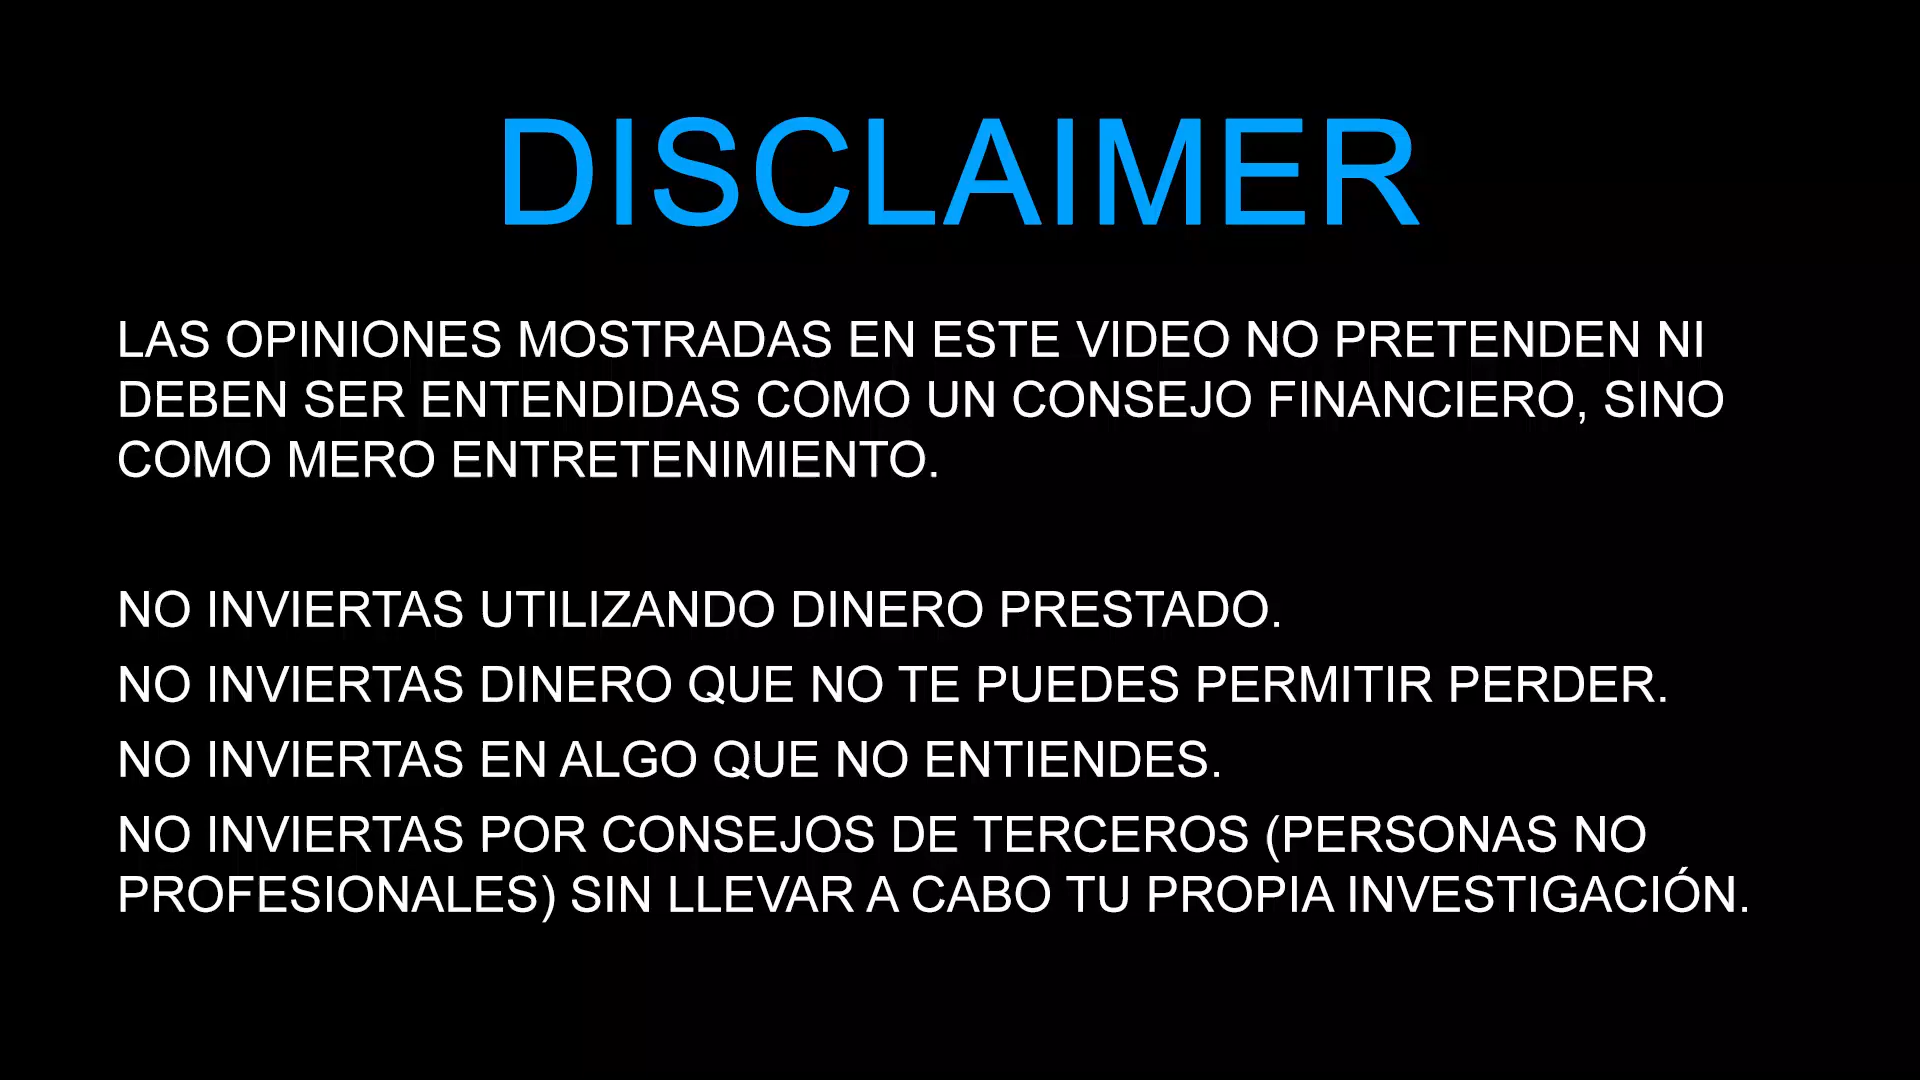 DISCLAIMER
LAS OPINIONES MOSTRADAS EN ESTE VIDEO NO PRETENDEN NI
DEBEN SER ENTENDIDAS COMO UN CONSEJO FINANCIERO, SINO
COMO MERO ENTRETENIMIENTO.
NO INVIERTAS UTILIZANDO DINERO PRESTADO.
NO INVIERTAS DINERO QUE NO TE PUEDES PERMITIR PERDER.
NO INVIERTAS EN ALGO QUE NO ENTIENDES.
NO INVIERTAS POR CONSEJOS DE TERCEROS (PERSONAS NO
PROFESIONALES) SIN LLEVAR A CABO TU PROPIA INVESTIGACIÓN.